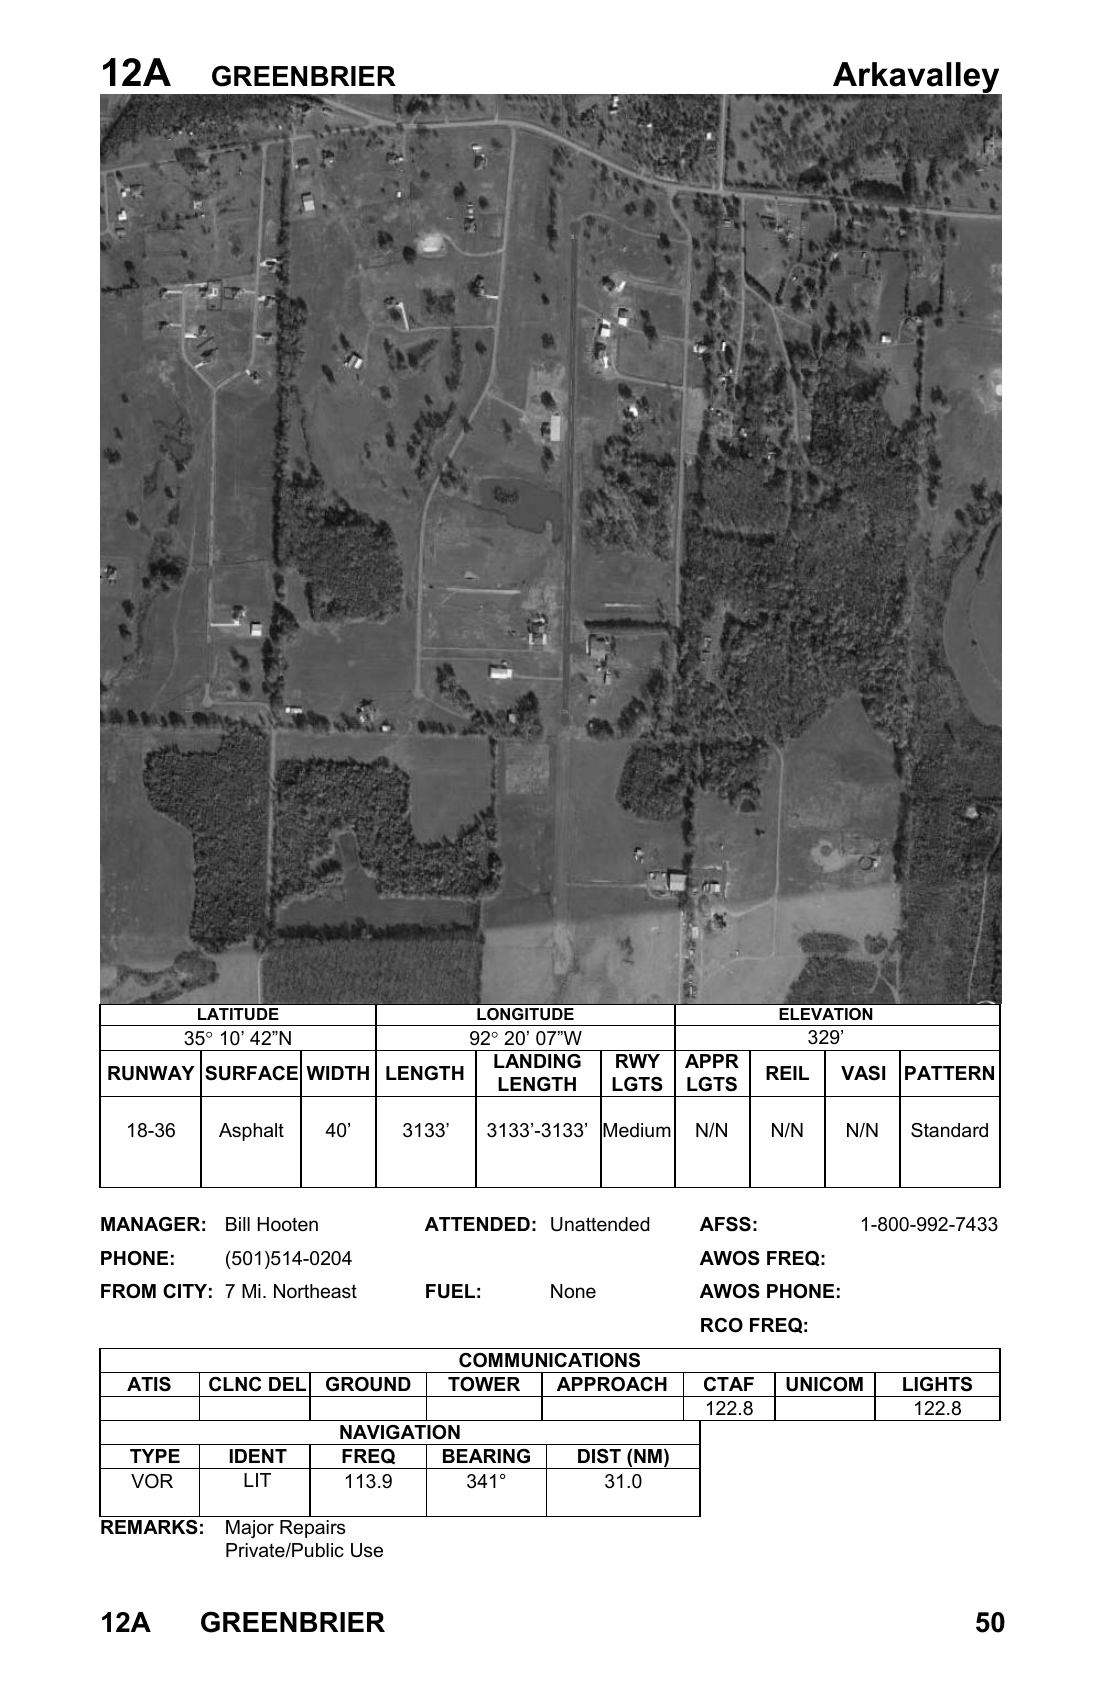 12A GREENBRIER Arkavalley
LATITUDE LONGITUDE ELEVATION
35° 10’ 42”N 92° 20’ 07”W 329’
RUNWAY SURFACE WIDTH LENGTH LANDING LENGTH RWY LGTS APPR LGTS REIL VASI PATTERN
18-36 Asphalt 40’ 3133’ 3133’-3133’ Medium N/N N/N N/N Standard
MANAGER: Bill Hooten ATTENDED: Unattended AFSS: 1-800-992-7433
PHONE: (501)514-0204 AWOS FREQ:
FROM CITY: 7 Mi. Northeast FUEL: None AWOS PHONE:
RCO FREQ:
COMMUNICATIONS
ATIS CLNC DEL GROUND TOWER APPROACH CTAF UNICOM LIGHTS
122.8 122.8
NAVIGATION
TYPE IDENT FREQ BEARING DIST (NM)
VOR LIT 113.9 341° 31.0
REMARKS: Major Repairs
Private/Public Use
12A GREENBRIER 50